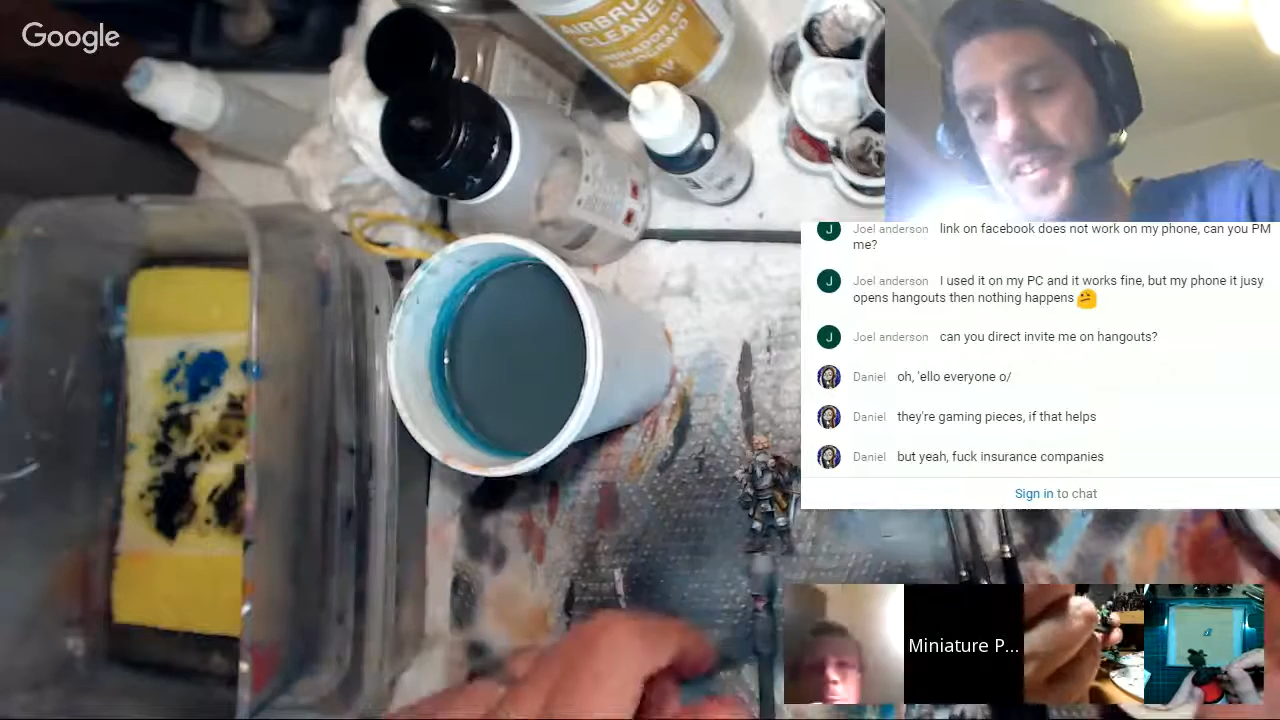 Google
AIRBRUSH
CLEANER
Joel anderson link on facebook does not work on my phone, can you PM
me?
Joel anderson I used it on my PC and it works fine, but my phone it jusy
opens hangouts then nothing happens
Joel anderson can you direct invite me on hangouts?
Daniel oh, 'ello everyone o/
Daniel they're gaming pieces, if that helps
Daniel but yeah, fuck insurance companies
Sign in to chat
Miniature P...